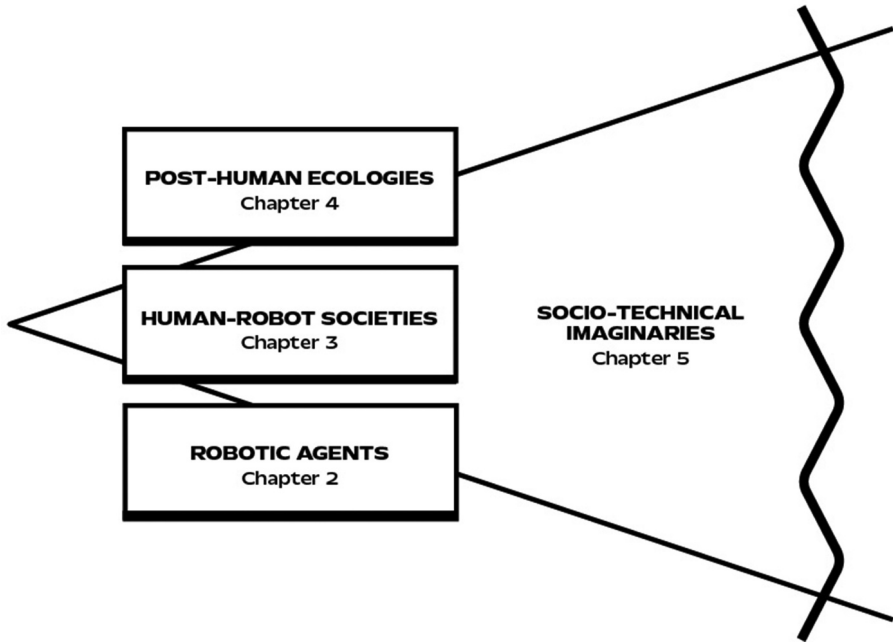 POST-HUMAN ECOLOGIES
Chapter 4
HUMAN-ROBOT SOCIETIES
Chapter 3
ROBOTIC AGENTS
Chapter 2
SOCIO-TECHNICAL
IMAGINARIES
Chapter 5